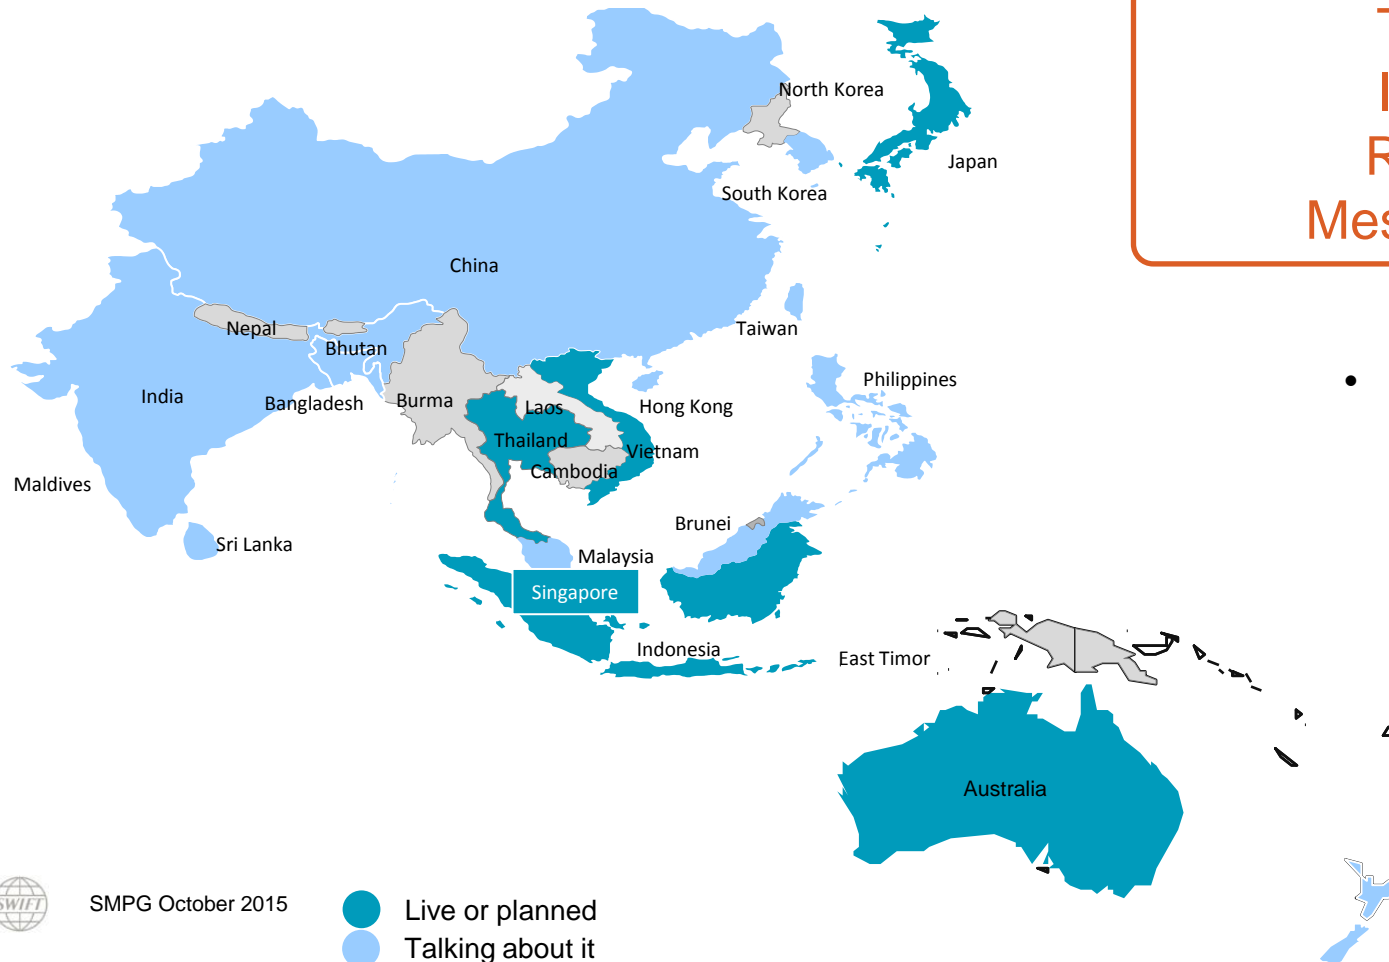 North Korea
Japan
South Korea
Mes
China
Taiwan
Nepal
Bhutan
Philippines
India
Bangladesh
Burma
Laos
Hong Kong
Thailand
Vietnam
Cambodia
Maldives
Brunei
Sri Lanka
Malaysia
Singapore
Indonesia
East Timor
Australia
SWIFT
SMPG October 2015
Live or planned
Talking about it